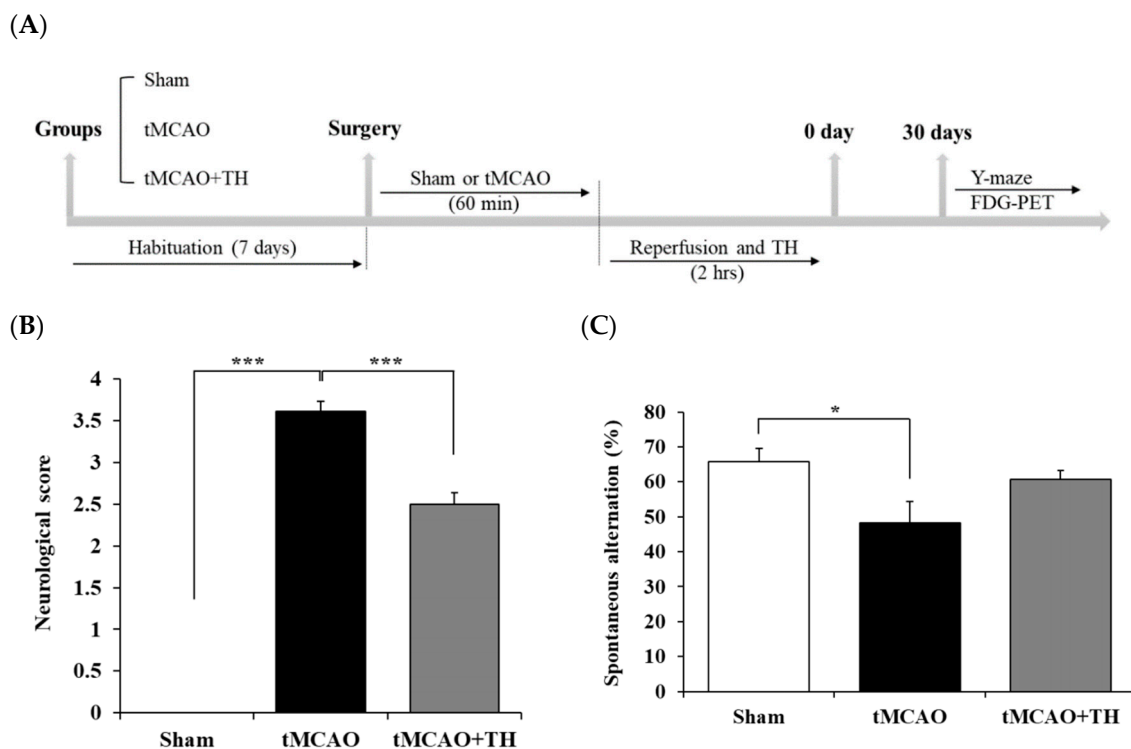 (A)
Sham
Groups
tMCAO
tMCAO+TH
Surgery
0 day
30 days
Sham or tMCAO
(60 min)
Y-maze
FDG-PET
Habituation (7 days)
Reperfusion and TH
(2 hrs)
(B)
***
***
4
3.5
3
2.5
2
1.5
1
0.5
0
Neurological score
Sham
tMCAO
tMCAO+TH
(C)
*
80
70
60
50
40
30
20
10
0
Spontaneous alternation (%)
Sham
tMCAO
tMCAO+TH